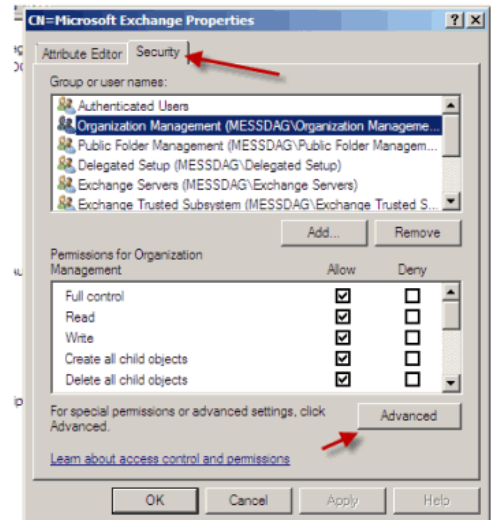 CN=Microsoft Exchange Properties
Attribute Editor Security
Group or user names:
Authenticated Users
Organization Management (MESSDAG\Organization Manageme...
Public Folder Management (MESSDAG\Public Folder Managem...
Delegated Setup (MESSDAG\Delegated Setup)
Exchange Servers (MESSDAG\Exchange Servers)
Exchange Trusted Subsystem (MESSDAG\Exchange Trusted S...
Add... Remove
Permissions for Organization
Management Allow Deny
Full control
Read
Write
Create all child objects
Delete all child objects
For special permissions or advanced settings, click
Advanced.
Advanced
Learn about access control and permissions
OK Cancel Apply Help